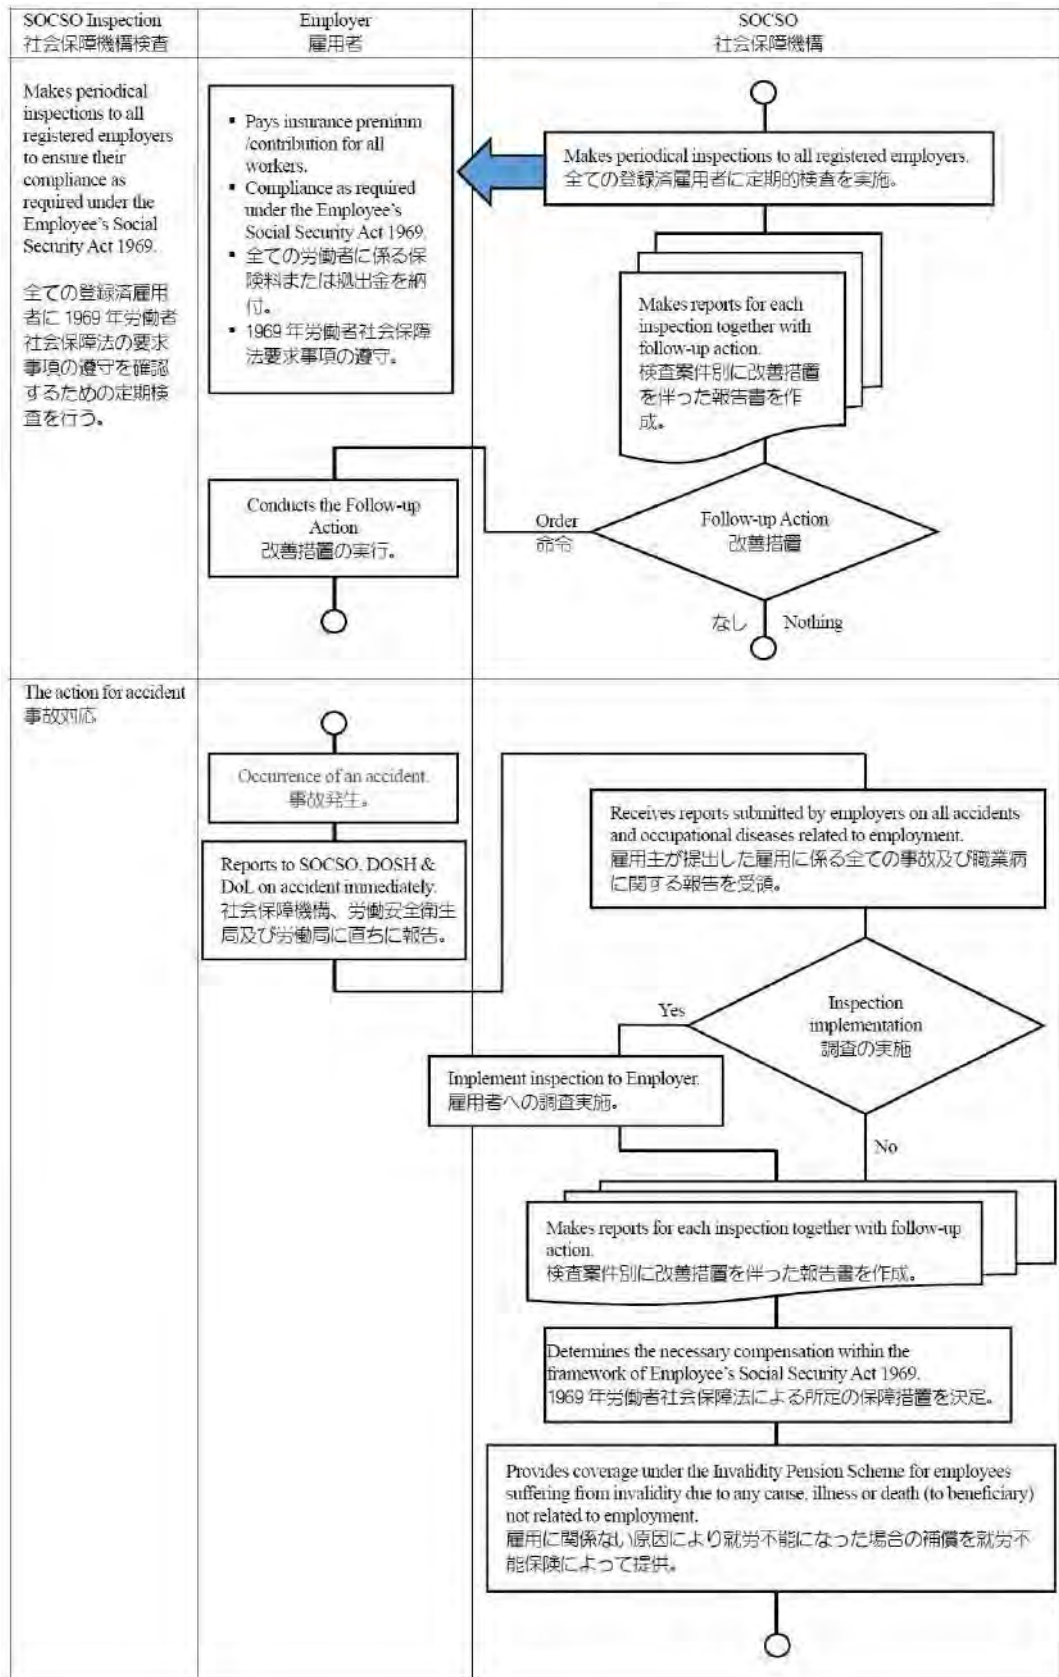 SOCSO Inspection
社会保障機構検査
Employer
雇用者
SOCSO
社会保障機構
Makes periodical
inspections to all
registered employers
to ensure their
compliance as
required under the
Employee's Social
Security Act 1969.
全ての登録済雇用
者に 1969 年労働者
社会保障法の要求
事項の遵守を確認
するための定期検
査を行う。
▪ Pays insurance premium
/contribution for all
workers.
▪ Compliance as required
under the Employee's
Social Security Act 1969.
▪ 全ての労働者に係る保
険料または拠出金を納
付。
▪ 1969 年労働者社会保障
法要求事項の遵守。
Makes periodical inspections to all registered employers.
全ての登録済雇用者に定期的検査を実施。
Makes reports for each
inspection together with
follow-up action.
検査案件別に改善措置
を伴った報告書を作
成。
Conducts the Follow-up
Action
改善措置の実行。
Order
命令
Follow-up Action
改善措置
なし Nothing
The action for accident
事故対応
Occurrence of an accident.
事故発生。
Reports to SOCSO, DOSH &
DoL on accident immediately.
社会保障機構、労働安全衛生
局及び労働局に直ちに報告。
Receives reports submitted by employers on all accidents
and occupational diseases related to employment.
雇用主が提出した雇用に係る全ての事故及び職業病
に関する報告を受領。
Yes
Inspection
implementation
調査の実施
Implement inspection to Employer.
雇用者への調査実施。
No
Makes reports for each inspection together with follow-up
action.
検査案件別に改善措置を伴った報告書を作成。
Determines the necessary compensation within the
framework of Employee's Social Security Act 1969.
1969 年労働者社会保障法による所定の保障措置を決定。
Provides coverage under the Invalidity Pension Scheme for employees
suffering from invalidity due to any cause, illness or death (to beneficiary)
not related to employment.
雇用に関係ない原因により就労不能になった場合の補償を就労不
能保険によって提供。